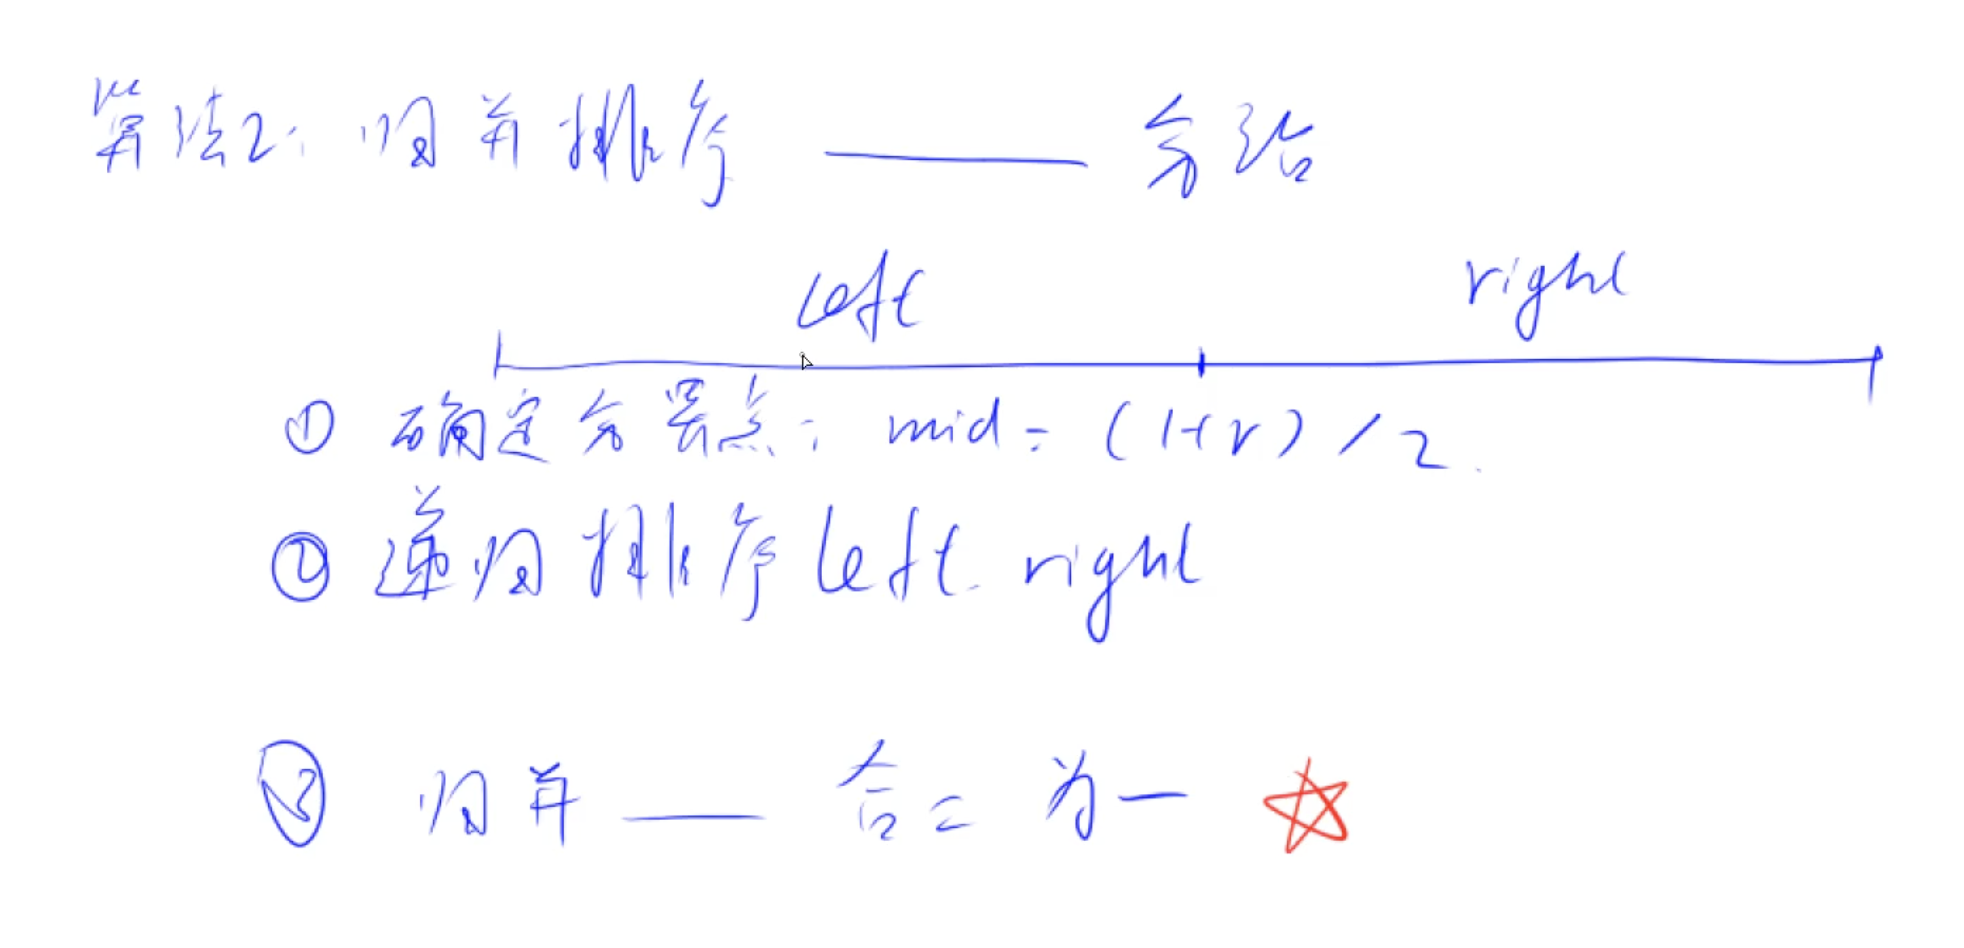 算法2: 归并排序 —— 分治
left right
① 确定分界点: mid = (l+r) / 2.
② 递归排序 left. right
③ 归并 —— 合二为一